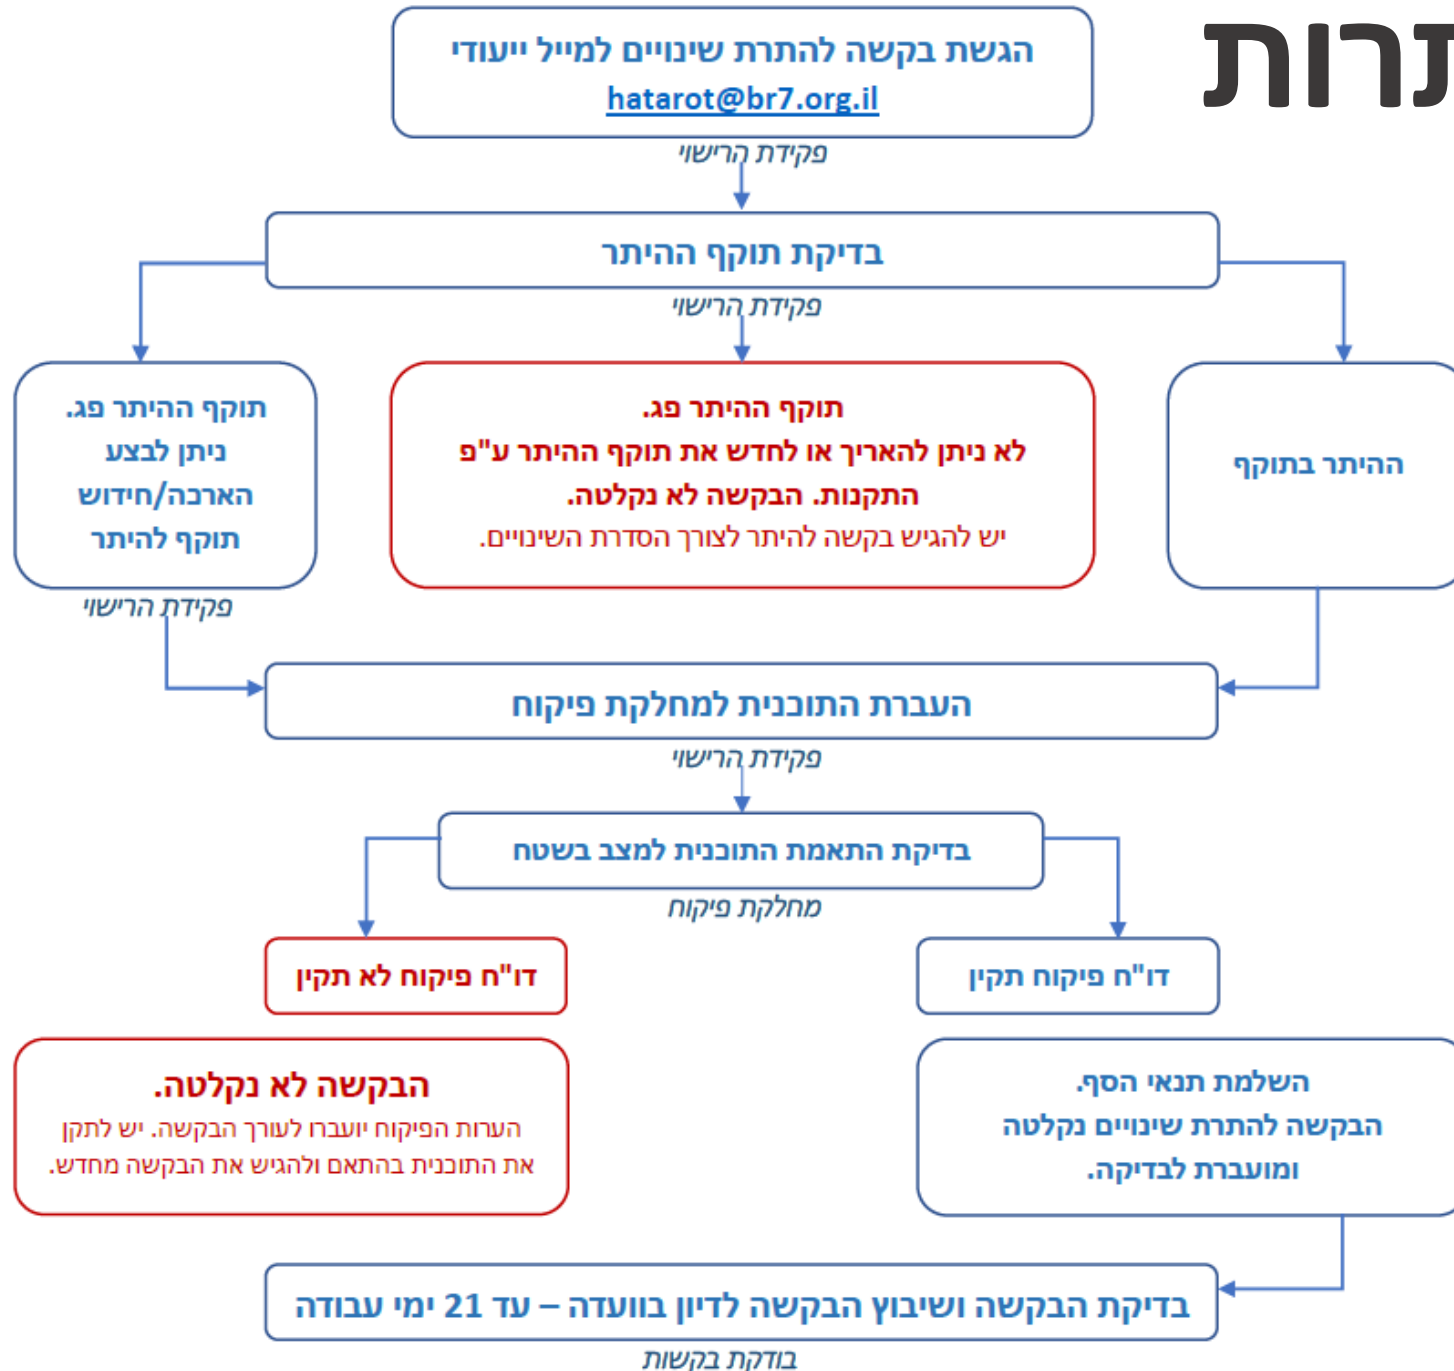 תרות
הגשת בקשה להתרת שינויים למייל ייעודי
hatarot@br7.org.il
פקידת הרישוי
בדיקת תוקף ההיתר
פקידת הרישוי
ההיתר בתוקף
תוקף ההיתר פג.
לא ניתן להאריך או לחדש את תוקף ההיתר ע"פ
התקנות. הבקשה לא נקלטה.
יש להגיש בקשה להיתר לצורך הסדרת השינויים.
תוקף ההיתר פג.
ניתן לבצע
הארכה/חידוש
תוקף להיתר
פקידת הרישוי
העברת התוכנית למחלקת פיקוח
פקידת הרישוי
בדיקת התאמת התוכנית למצב בשטח
מחלקת פיקוח
דו"ח פיקוח תקין
דו"ח פיקוח לא תקין
השלמת תנאי הסף.
הבקשה להתרת שינויים נקלטה
ומועברת לבדיקה.
הבקשה לא נקלטה.
הערות הפיקוח יועברו לעורך הבקשה. יש לתקן
את התוכנית בהתאם ולהגיש את הבקשה מחדש.
בדיקת הבקשה ושיבוץ הבקשה לדיון בוועדה – עד 21 ימי עבודה
בודקת בקשות